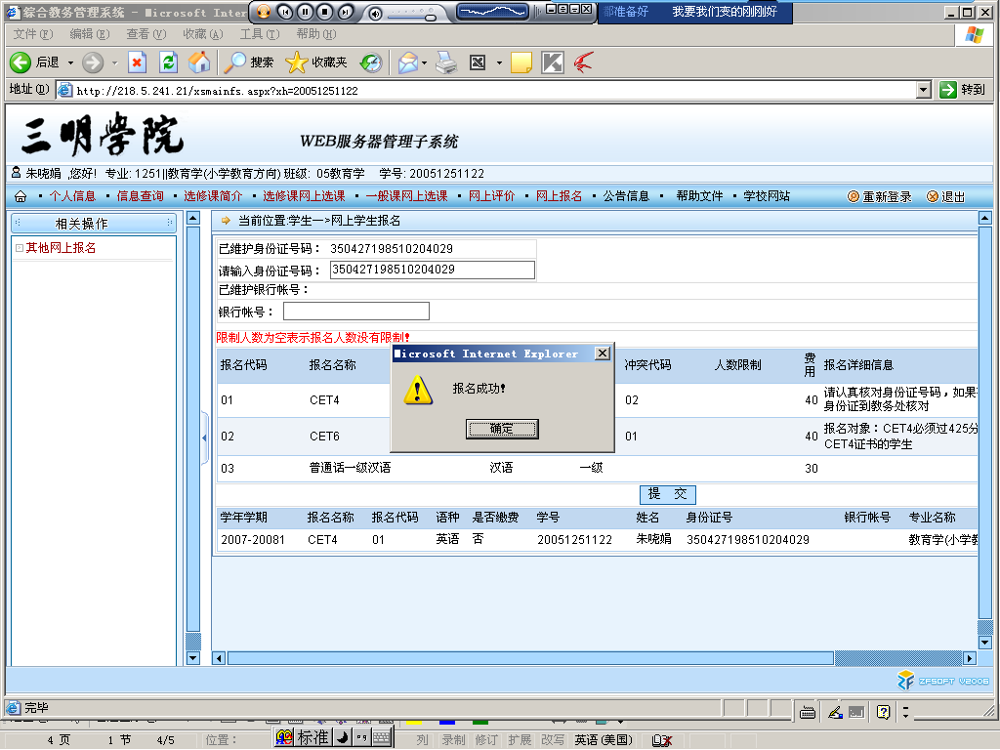 综合教务管理系统 - Microsoft Inter
都准备好 我要我们变的刚刚好
文件(F) 编辑(E) 查看(V) 收藏(A) 工具(T) 帮助(H)
后退 搜索 收藏夹
地址(D) http://218.5.241.21/xsmainfs.aspx?xh=20051251122 转到
三明学院
WEB服务器管理子系统
朱晓娟 ,您好! 专业: 1251||教育学(小学教育方向) 班级: 05教育学 学号: 20051251122
个人信息 信息查询 选修课简介 选修课网上选课 一般课网上选课 网上评价 网上报名 公告信息 帮助文件 学校网站 重新登录 退出
相关操作
其他网上报名
当前位置:学生—>网上学生报名
已维护身份证号码： 350427198510204029
请输入身份证号码： 350427198510204029
已维护银行帐号：
银行帐号：
限制人数为空表示报名人数没有限制!
报名代码 报名名称 冲突代码 人数限制 费用 报名详细信息
01 CET4 02 40 请认真核对身份证号码，如果
身份证到教务处核对
02 CET6 01 40 报名对象：CET4必须过425分
CET4证书的学生
03 普通话一级汉语 汉语 一级 30
Microsoft Internet Explorer
报名成功!
确定
提 交
学年学期 报名名称 报名代码 语种 是否缴费 学号 姓名 身份证号 银行帐号 专业名称
2007-20081 CET4 01 英语 否 20051251122 朱晓娟 350427198510204029 教育学(小学教
ZFSOFT V2006
完毕
4 页 1 节 4/5 位置： 标准 列 录制 修订 扩展 改写 英语(美国)